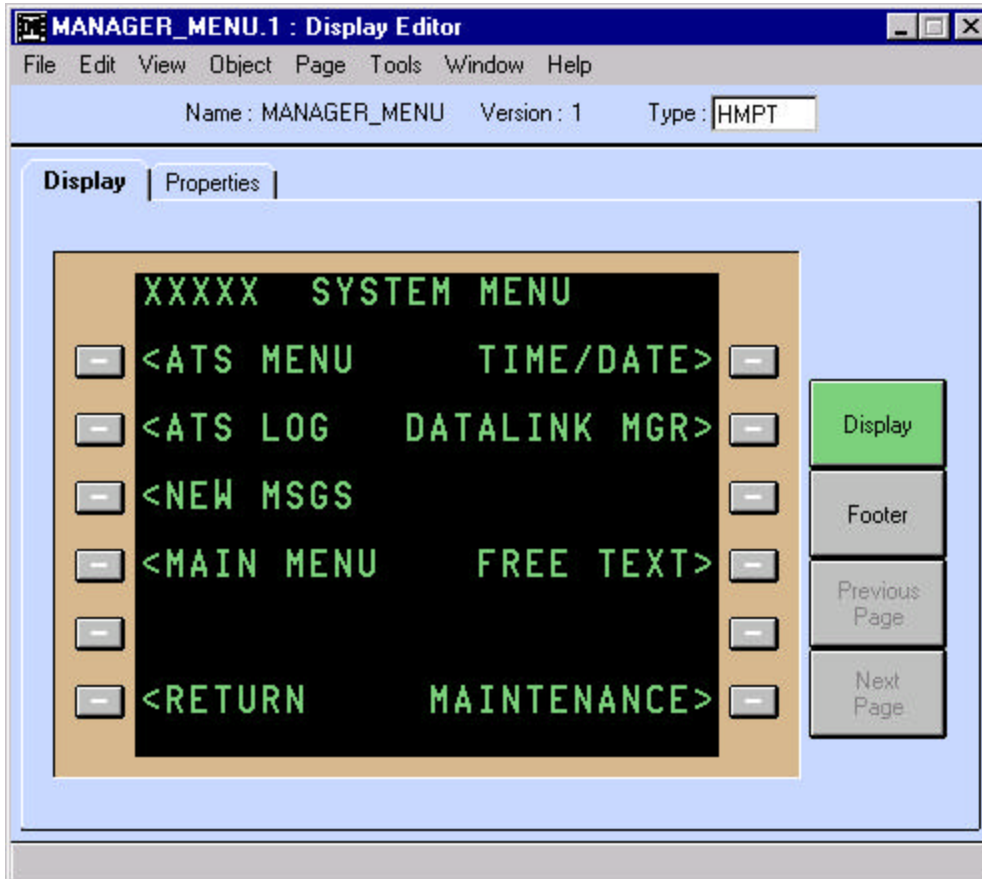 MANAGER_MENU.1 : Display Editor
File Edit View Object Page Tools Window Help
Name : MANAGER_MENU Version : 1 Type : HMPT
Display Properties
XXXXX SYSTEM MENU
<ATS MENU TIME/DATE>
<ATS LOG DATALINK MGR>
<NEW MSGS
<MAIN MENU FREE TEXT>
<RETURN MAINTENANCE>
Display
Footer
Previous
Page
Next
Page